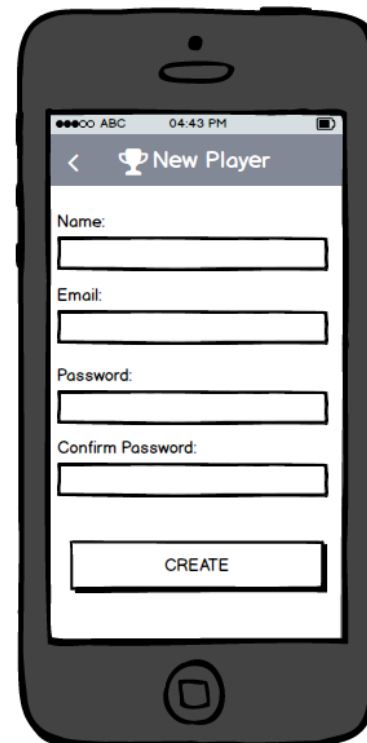 ABC 04:43 PM
New Player
Name:
Email:
Password:
Confirm Password:
CREATE